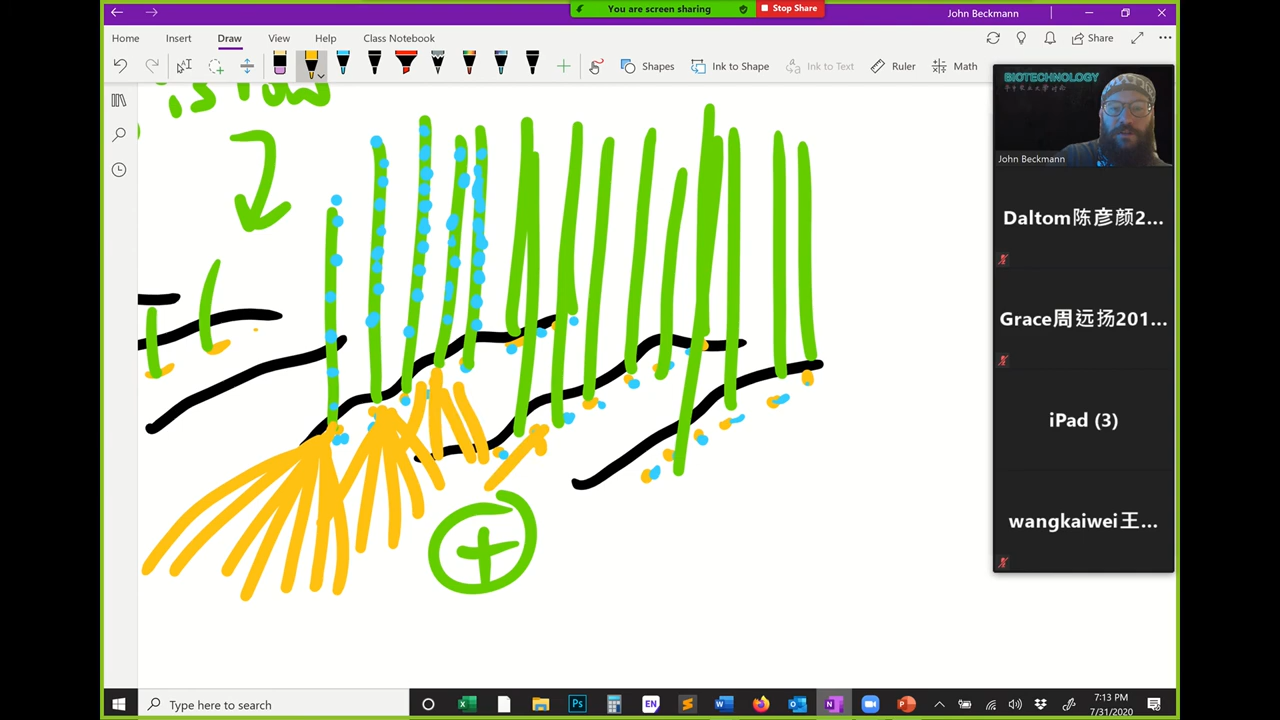 You are screen sharing
Stop Share
John Beckmann
Home
Insert
Draw
View
Help
Class Notebook
Share
Shapes
Ink to Shape
Ink to Text
Ruler
Math
BIOTECHNOLOGY
John Beckmann
Daltom陈彦颜2...
Grace周远扬201...
iPad (3)
wangkaiwei王...
Type here to search
EN
7:13 PM
7/31/2020